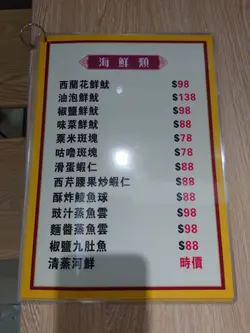 海鮮類
西蘭花鮮魷 $98
油泡鮮魷 $138
椒鹽鮮魷 $98
味菜鮮魷 $88
粟米斑塊 $78
咕嚕斑塊 $78
滑蛋蝦仁 $88
西芹腰果炒蝦仁 $88
酥炸鯪魚球 $88
豉汁蒸魚雲 $98
麵醬蒸魚雲 $98
椒鹽九肚魚 $88
清蒸河鮮 時價